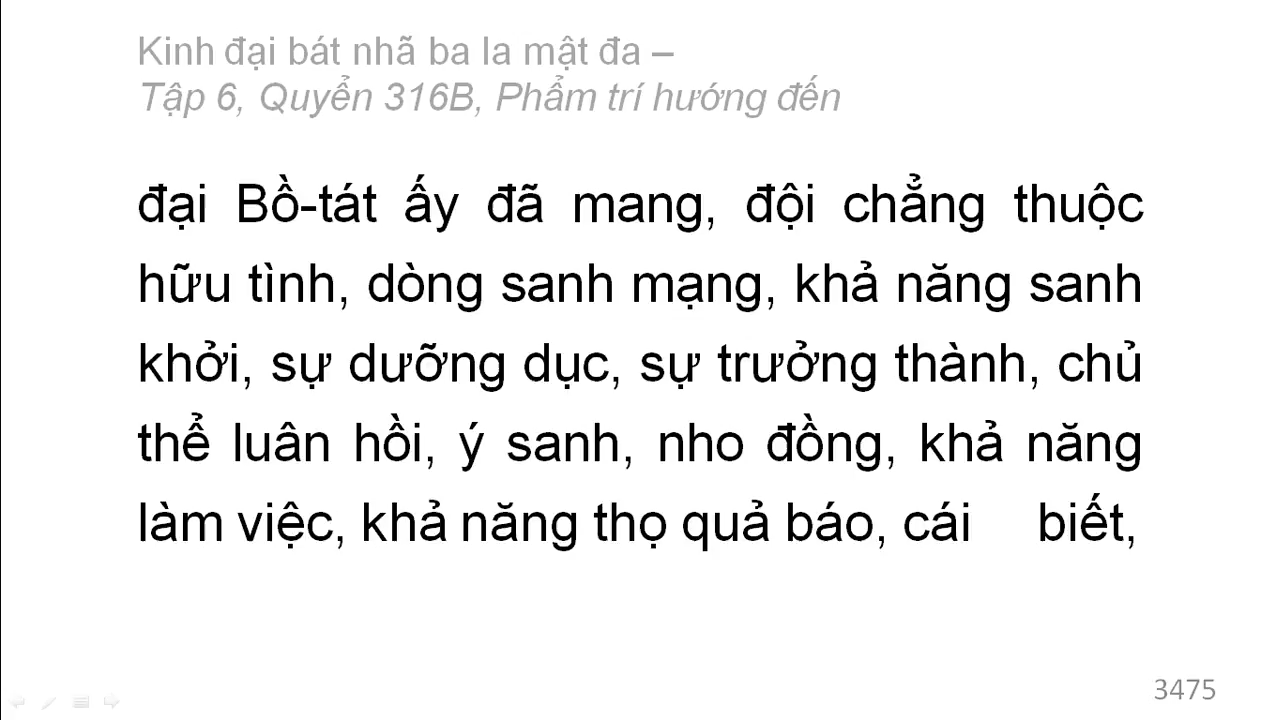 Kinh đại bát nhã ba la mật đa –
Tập 6, Quyển 316B, Phẩm trí hướng đến
đại Bồ-tát ấy đã mang, đội chẳng thuộc
hữu tình, dòng sanh mạng, khả năng sanh
khởi, sự dưỡng dục, sự trưởng thành, chủ
thể luân hồi, ý sanh, nho đồng, khả năng
làm việc, khả năng thọ quả báo, cái biết,
3475